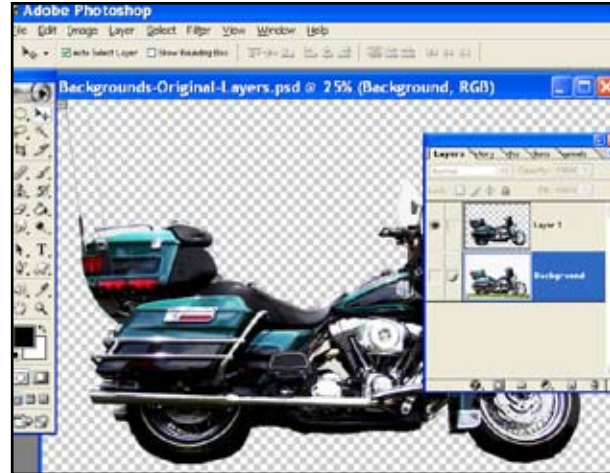 Adobe Photoshop
File Edit Image Layer Select Filter View Window Help
Auto Select Layer Show Bounding Box
Backgrounds-Original-Layers.psd @ 25% (Background, RGB)
Layers
Opacity:
Layer 1
Background